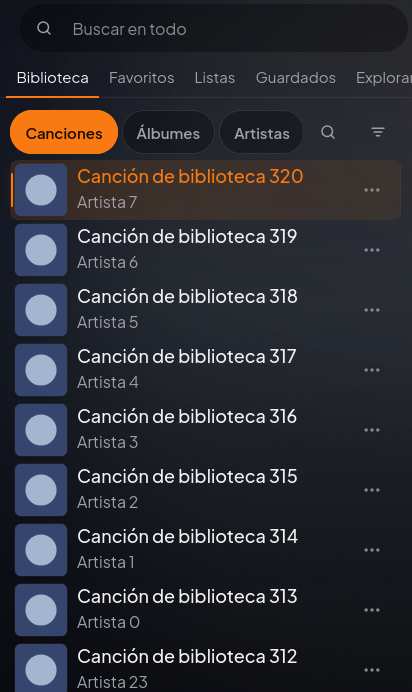 Buscar en todo
Biblioteca Favoritos Listas Guardados Explorar
Canciones Álbumes Artistas
Canción de biblioteca 320
Artista 7
Canción de biblioteca 319
Artista 6
Canción de biblioteca 318
Artista 5
Canción de biblioteca 317
Artista 4
Canción de biblioteca 316
Artista 3
Canción de biblioteca 315
Artista 2
Canción de biblioteca 314
Artista 1
Canción de biblioteca 313
Artista 0
Canción de biblioteca 312
Artista 23